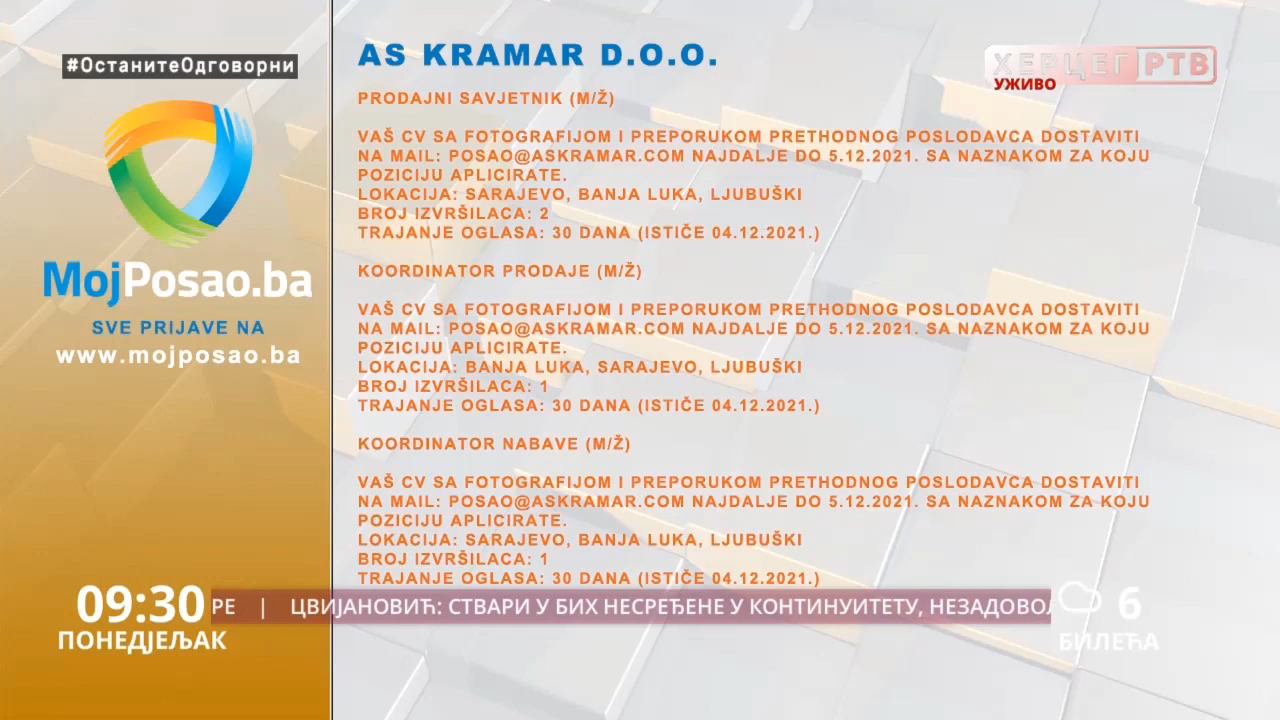 #ОстанитеОдговорни
MojPosao.ba
SVE PRIJAVE NA
www.mojposao.ba
AS KRAMAR D.O.O.
ХЕРЦЕГ РТВ
УЖИВО
PRODAJNI SAVJETNIK (M/Ž)
VAŠ CV SA FOTOGRAFIJOM I PREPORUKOM PRETHODNOG POSLODAVCA DOSTAVITI
NA MAIL: POSAO@ASKRAMAR.COM NAJDALJE DO 5.12.2021. SA NAZNAKOM ZA KOJU
POZICIJU APLICIRATE.
LOKACIJA: SARAJEVO, BANJA LUKA, LJUBUŠKI
BROJ IZVRŠILACA: 2
TRAJANJE OGLASA: 30 DANA (ISTIČE 04.12.2021.)
KOORDINATOR PRODAJE (M/Ž)
VAŠ CV SA FOTOGRAFIJOM I PREPORUKOM PRETHODNOG POSLODAVCA DOSTAVITI
NA MAIL: POSAO@ASKRAMAR.COM NAJDALJE DO 5.12.2021. SA NAZNAKOM ZA KOJU
POZICIJU APLICIRATE.
LOKACIJA: BANJA LUKA, SARAJEVO, LJUBUŠKI
BROJ IZVRŠILACA: 1
TRAJANJE OGLASA: 30 DANA (ISTIČE 04.12.2021.)
KOORDINATOR NABAVE (M/Ž)
VAŠ CV SA FOTOGRAFIJOM I PREPORUKOM PRETHODNOG POSLODAVCA DOSTAVITI
NA MAIL: POSAO@ASKRAMAR.COM NAJDALJE DO 5.12.2021. SA NAZNAKOM ZA KOJU
POZICIJU APLICIRATE.
LOKACIJA: SARAJEVO, BANJA LUKA, LJUBUŠKI
BROJ IZVRŠILACA: 1
TRAJANJE OGLASA: 30 DANA (ISTIČE 04.12.2021.)
09:30
ПОНЕДЈЕЉАК
РЕ | ЦВИЈАНОВИЋ: СТВАРИ У БИХ НЕСРЕЂЕНЕ У КОНТИНУИТЕТУ, НЕЗАДОВОЛ
6
БИЛЕЋА